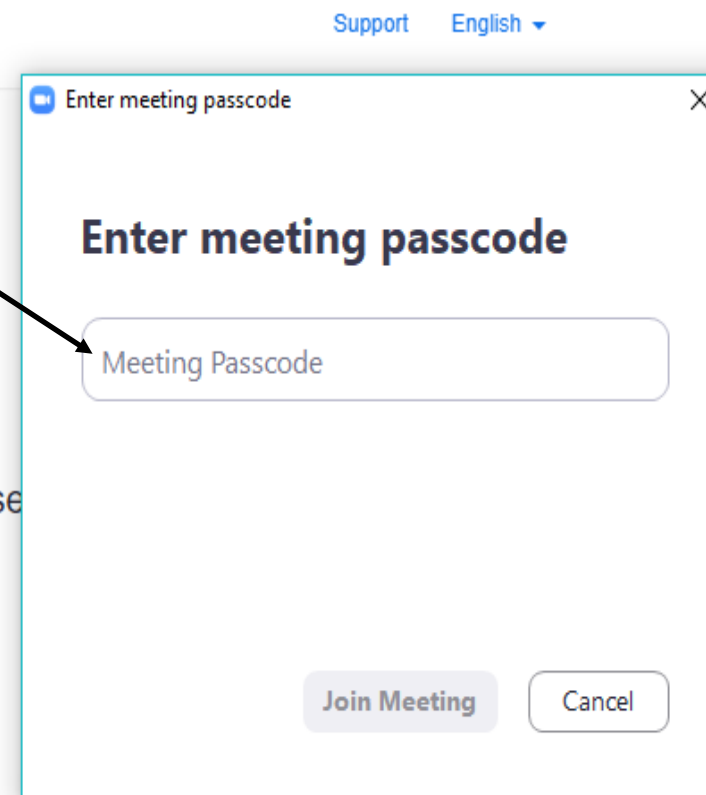 Support English
Enter meeting passcode
Enter meeting passcode
Meeting Passcode
Join Meeting Cancel